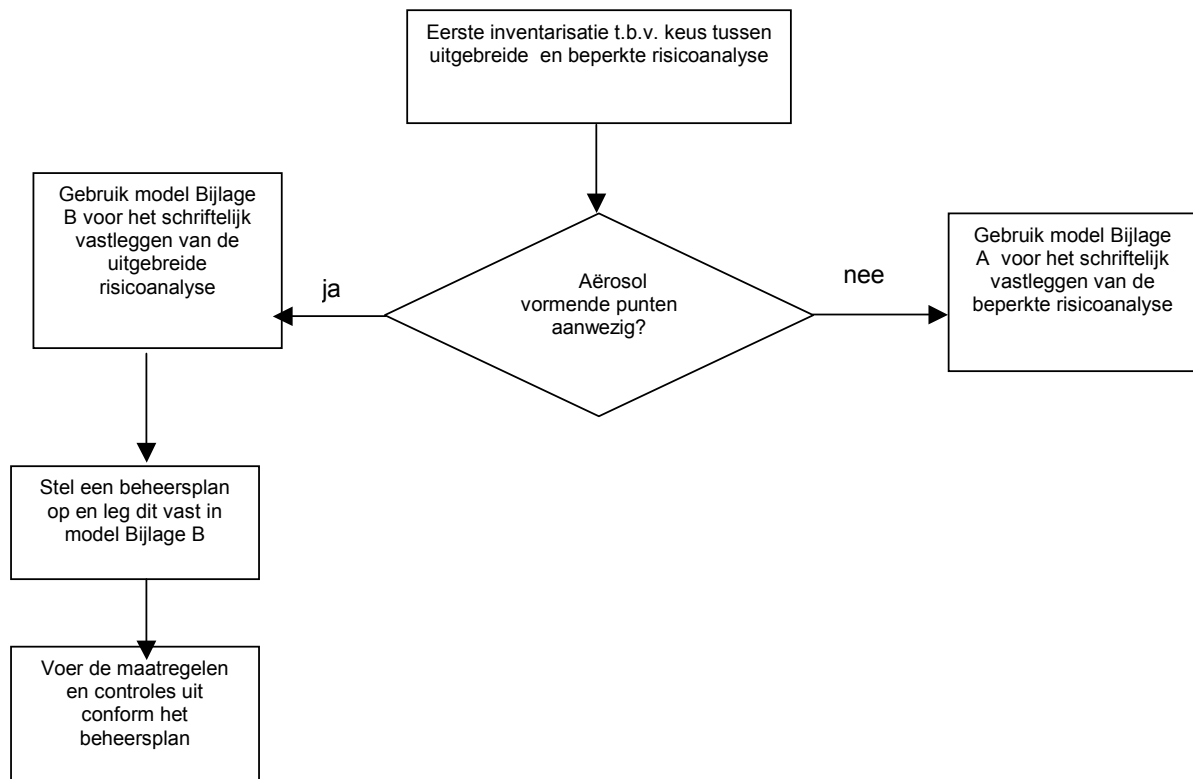 Eerste inventarisatie t.b.v. keus tussen
uitgebreide en beperkte risicoanalyse
Gebruik model Bijlage
B voor het schriftelijk
vastleggen van de
uitgebreide
risicoanalyse
ja
Aërosol
vormende punten
aanwezig?
nee
Gebruik model Bijlage
A voor het schriftelijk
vastleggen van de
beperkte risicoanalyse
Stel een beheersplan
op en leg dit vast in
model Bijlage B
Voer de maatregelen
en controles uit
conform het
beheersplan